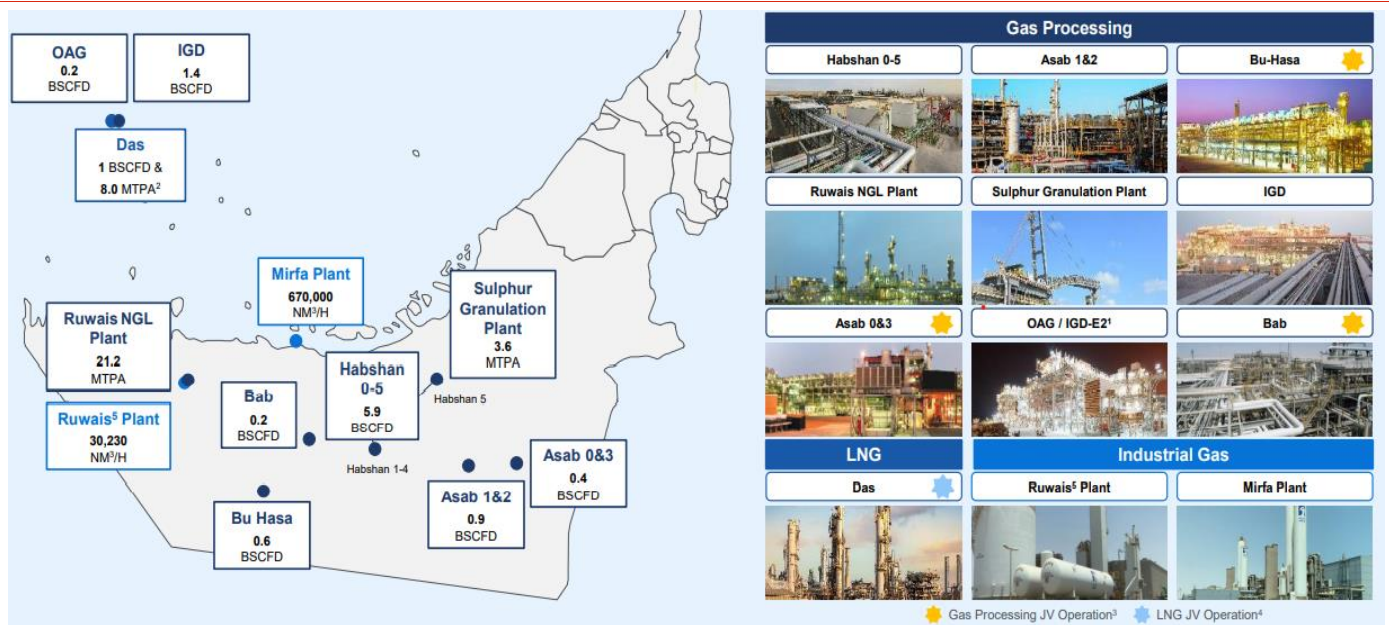 OAG
0.2
BSCFD
IGD
1.4
BSCFD
Das
1 BSCFD &
8.0 MTPA²
Mirfa Plant
670,000
NM³/H
Sulphur
Granulation
Plant
3.6
MTPA
Ruwais NGL
Plant
21.2
MTPA
Ruwais⁵ Plant
30,230
NM³/H
Bab
0.2
BSCFD
Habshan
0-5
5.9
BSCFD
Habshan 5
Habshan 1-4
Bu Hasa
0.6
BSCFD
Asab 1&2
0.9
BSCFD
Asab 0&3
0.4
BSCFD
Gas Processing
Habshan 0-5
Asab 1&2
Bu-Hasa
Ruwais NGL Plant
Sulphur Granulation Plant
IGD
Asab 0&3
OAG / IGD-E2¹
Bab
LNG
Industrial Gas
Das
Ruwais⁵ Plant
Mirfa Plant
Gas Processing JV Operation³
LNG JV Operation⁴